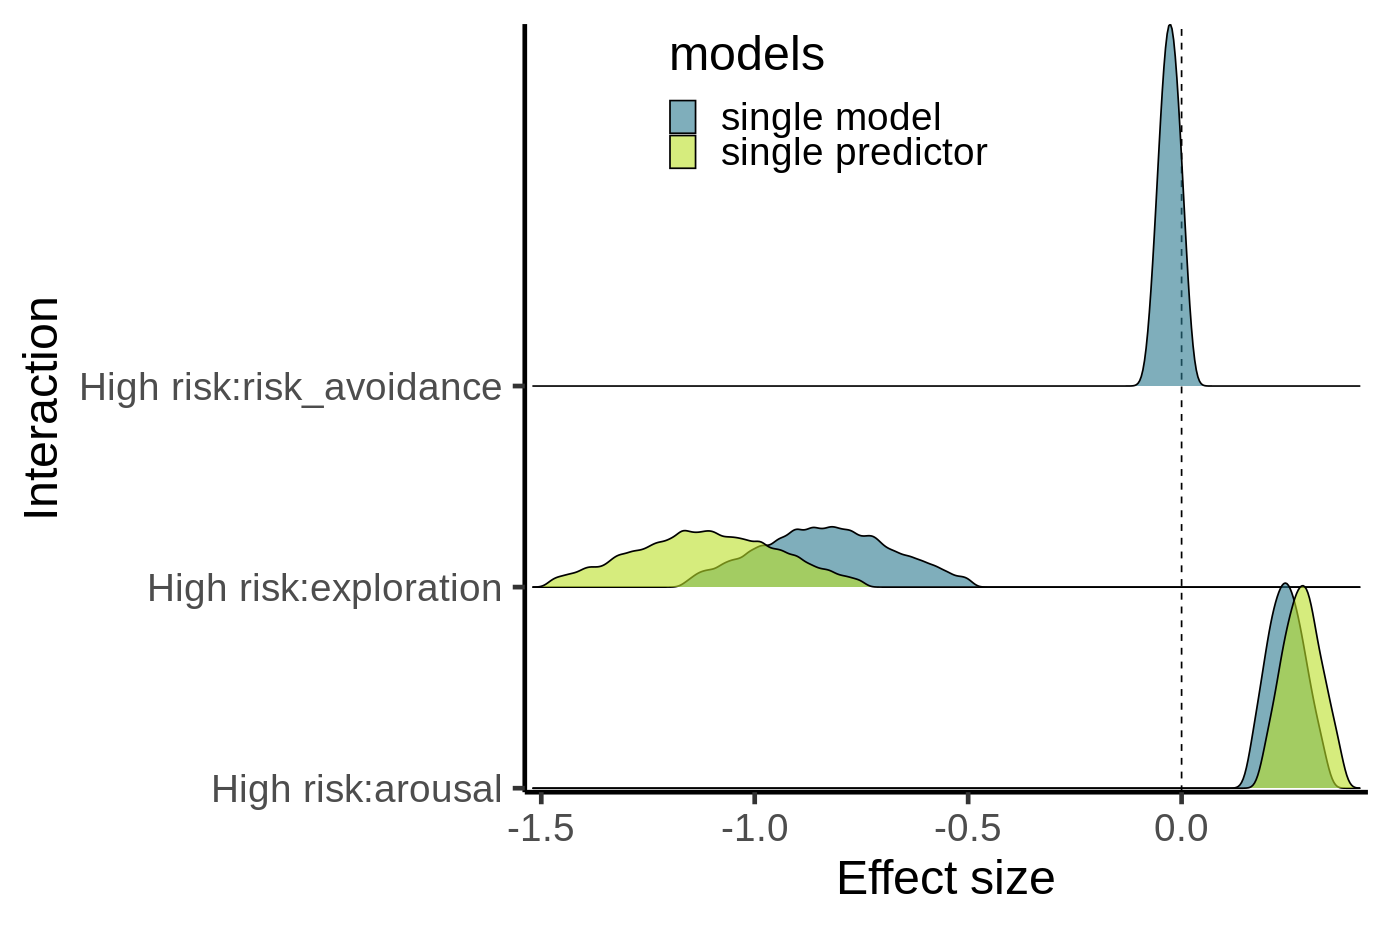 models
single model
single predictor
Interaction
High risk:risk_avoidance
High risk:exploration
High risk:arousal
-1.5
-1.0
-0.5
0.0
Effect size